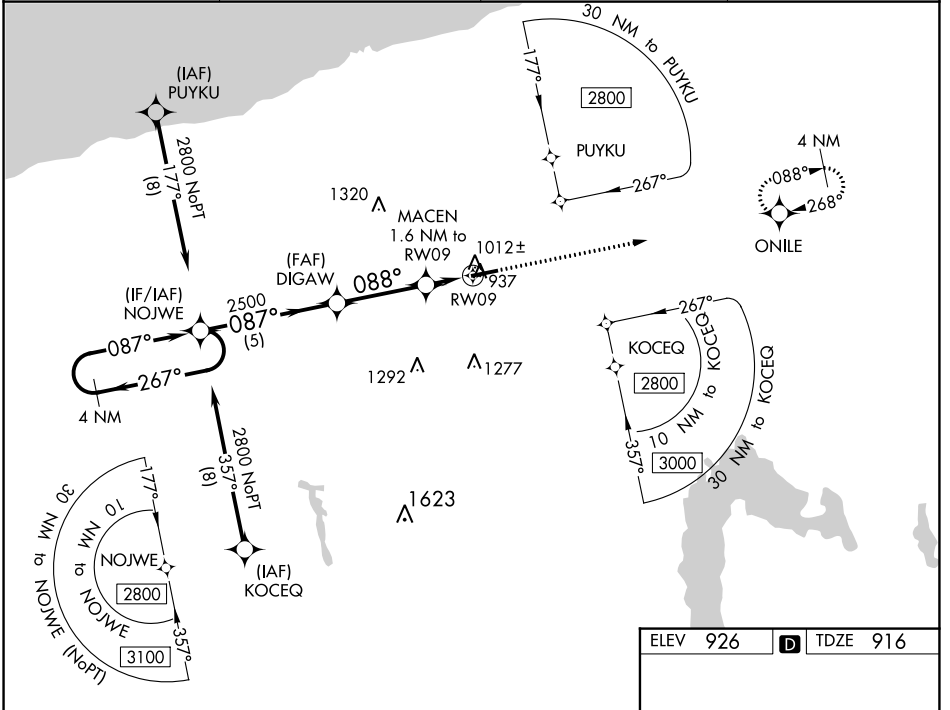 30 NM to PUYKU
177°
2800
PUYKU
267°
(IAF)
PUYKU
2800 NoPT
177°
(8)
4 NM
088°
268°
ONILE
1320
MACEN
1.6 NM to
RW09
1012±
937
RW09
(FAF)
DIGAW
088°
(IF/IAF)
NOJWE
2500
087°
(5)
087°
267°
4 NM
1292
1277
267°
KOCEQ
2800
357°
10 NM to KOCEQ
3000
30 NM to KOCEQ
2800 NoPT
357°
(8)
(IAF)
KOCEQ
1623
177°
NOJWE
2800
10 NM to NOJWE
357°
3100
30 NM to NOJWE (NoPT)
ELEV 926 D TDZE 916